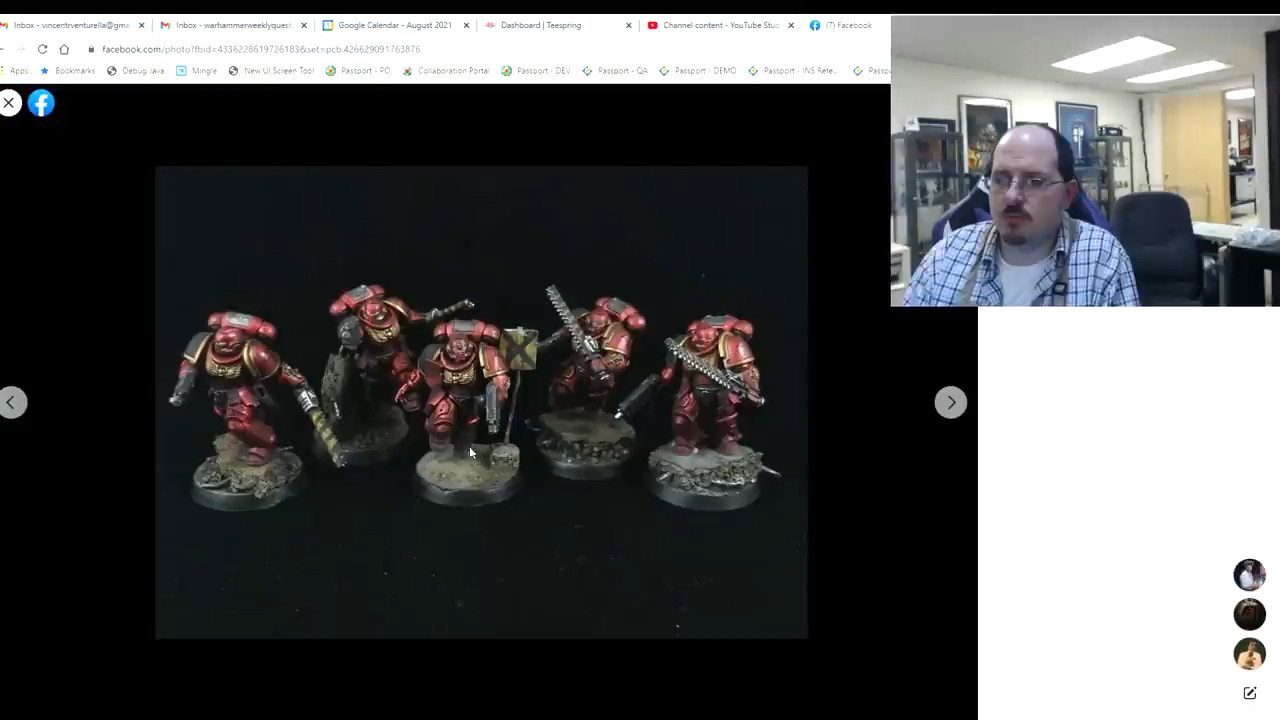 Inbox - vincentrventurella@gma
Inbox - warhammerweeklyquest
Google Calendar - August 2021
Dashboard | Teespring
Channel content - YouTube Stu
(7) Facebook
facebook.com/photo?fbid=4336228619726183&set=pcb.426629091763876
Apps
Bookmarks
Debug Java
Mingle
New UI Screen Tool
Passport - PO
Collaboration Portal
Passport - DEV
Passport - QA
Passport - DEMO
Passport - INS Rete...
Passp